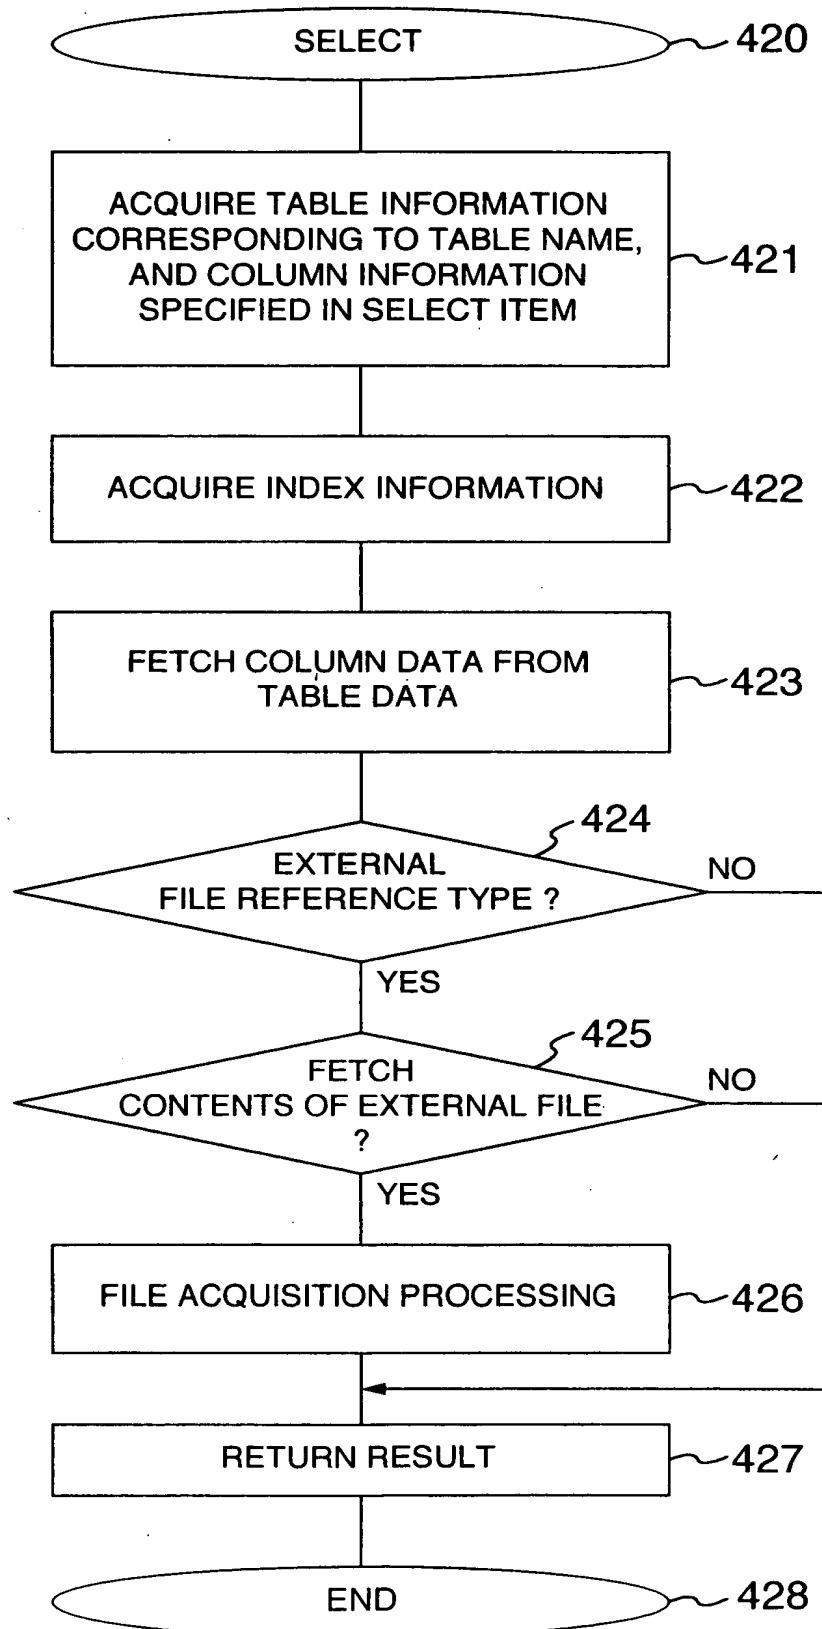 SELECT
420
ACQUIRE TABLE INFORMATION
CORRESPONDING TO TABLE NAME,
AND COLUMN INFORMATION
SPECIFIED IN SELECT ITEM
421
ACQUIRE INDEX INFORMATION
422
FETCH COLUMN DATA FROM
TABLE DATA
423
424
EXTERNAL
FILE REFERENCE TYPE ?
NO
YES
425
FETCH
CONTENTS OF EXTERNAL FILE
?
NO
YES
FILE ACQUISITION PROCESSING
426
RETURN RESULT
427
END
428